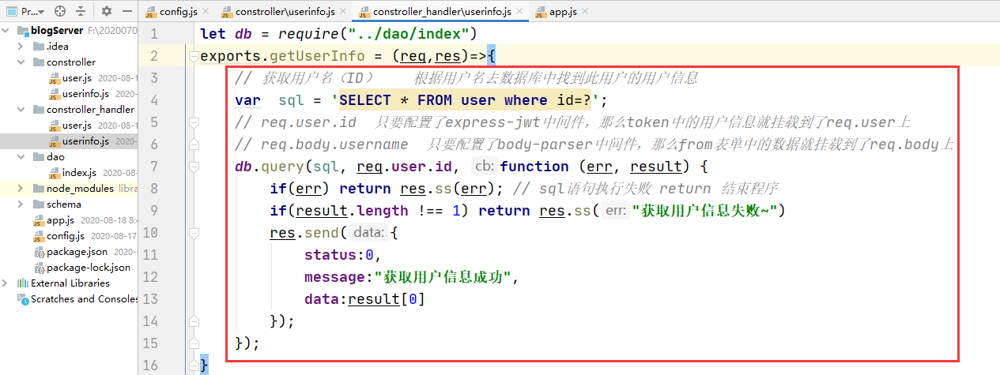 Pr...
config.js
constroller\userinfo.js
constroller_handler\userinfo.js
app.js
blogServer F:\2020070
.idea
constroller
user.js 2020-08-1
userinfo.js 2020-
constroller_handler
user.js 2020-08-1
userinfo.js 2020-
dao
index.js 2020-08-
node_modules libra
schema
app.js 2020-08-18 8:4
config.js 2020-08-17
package.json 2020-0
package-lock.json
External Libraries
Scratches and Consoles
1 let db = require("../dao/index")
2 exports.getUserInfo = (req,res)=>{
3 // 获取用户名（ID） 根据用户名去数据库中找到此用户的用户信息
4 var sql = 'SELECT * FROM user where id=?';
5 // req.user.id 只要配置了express-jwt中间件，那么token中的用户信息就挂载到了req.user上
6 // req.body.username 只要配置了body-parser中间件，那么from表单中的数据就挂载到了req.body上
7 db.query(sql, req.user.id, cb: function (err, result) {
8 if(err) return res.ss(err); // sql语句执行失败 return 结束程序
9 if(result.length !== 1) return res.ss( err: "获取用户信息失败~")
10 res.send( data: {
11 status:0,
12 message:"获取用户信息成功",
13 data:result[0]
14 });
15 });
16 }